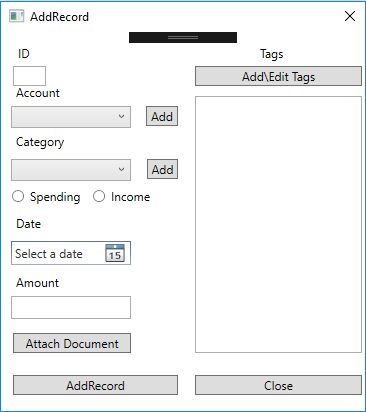 AddRecord
ID
Tags
Add\Edit Tags
Account
Add
Category
Add
Spending
Income
Date
Select a date
15
Amount
Attach Document
AddRecord
Close